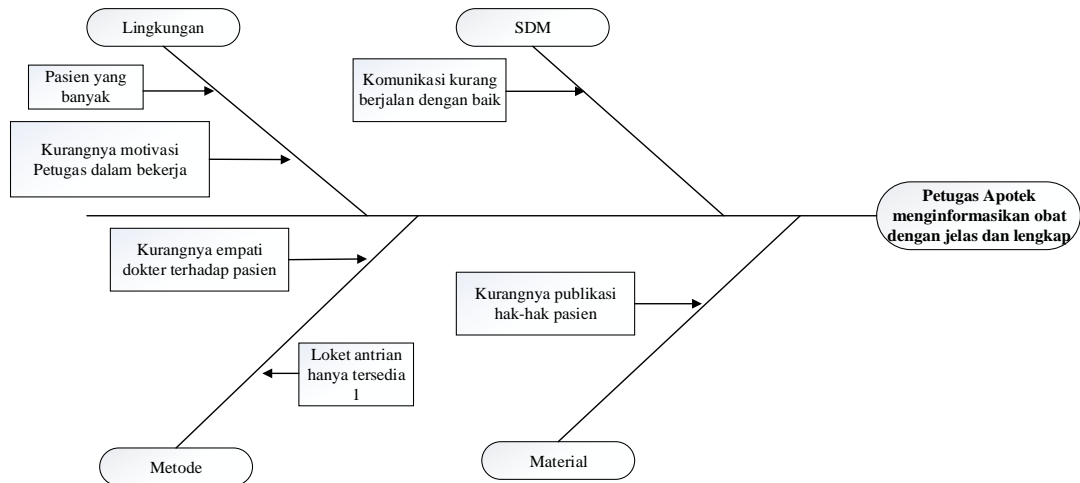 Lingkungan
SDM
Pasien yang
banyak
Komunikasi kurang
berjalan dengan baik
Kurangnya motivasi
Petugas dalam bekerja
Petugas Apotek
menginformasikan obat
dengan jelas dan lengkap
Kurangnya empati
dokter terhadap pasien
Kurangnya publikasi
hak-hak pasien
Loket antrian
hanya tersedia
1
Metode
Material